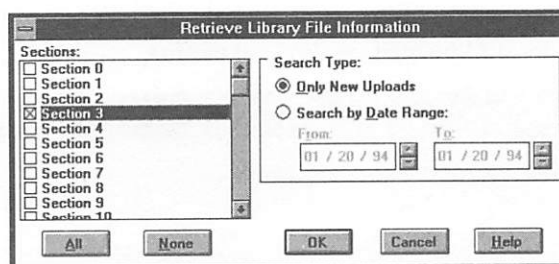 Retrieve Library File Information
Sections:
Section 0
Section 1
Section 2
Section 3
Section 4
Section 5
Section 6
Section 7
Section 8
Section 9
Section 10
All
None
Search Type:
Only New Uploads
Search by Date Range:
From:
To:
01 / 20 / 94
01 / 20 / 94
OK
Cancel
Help